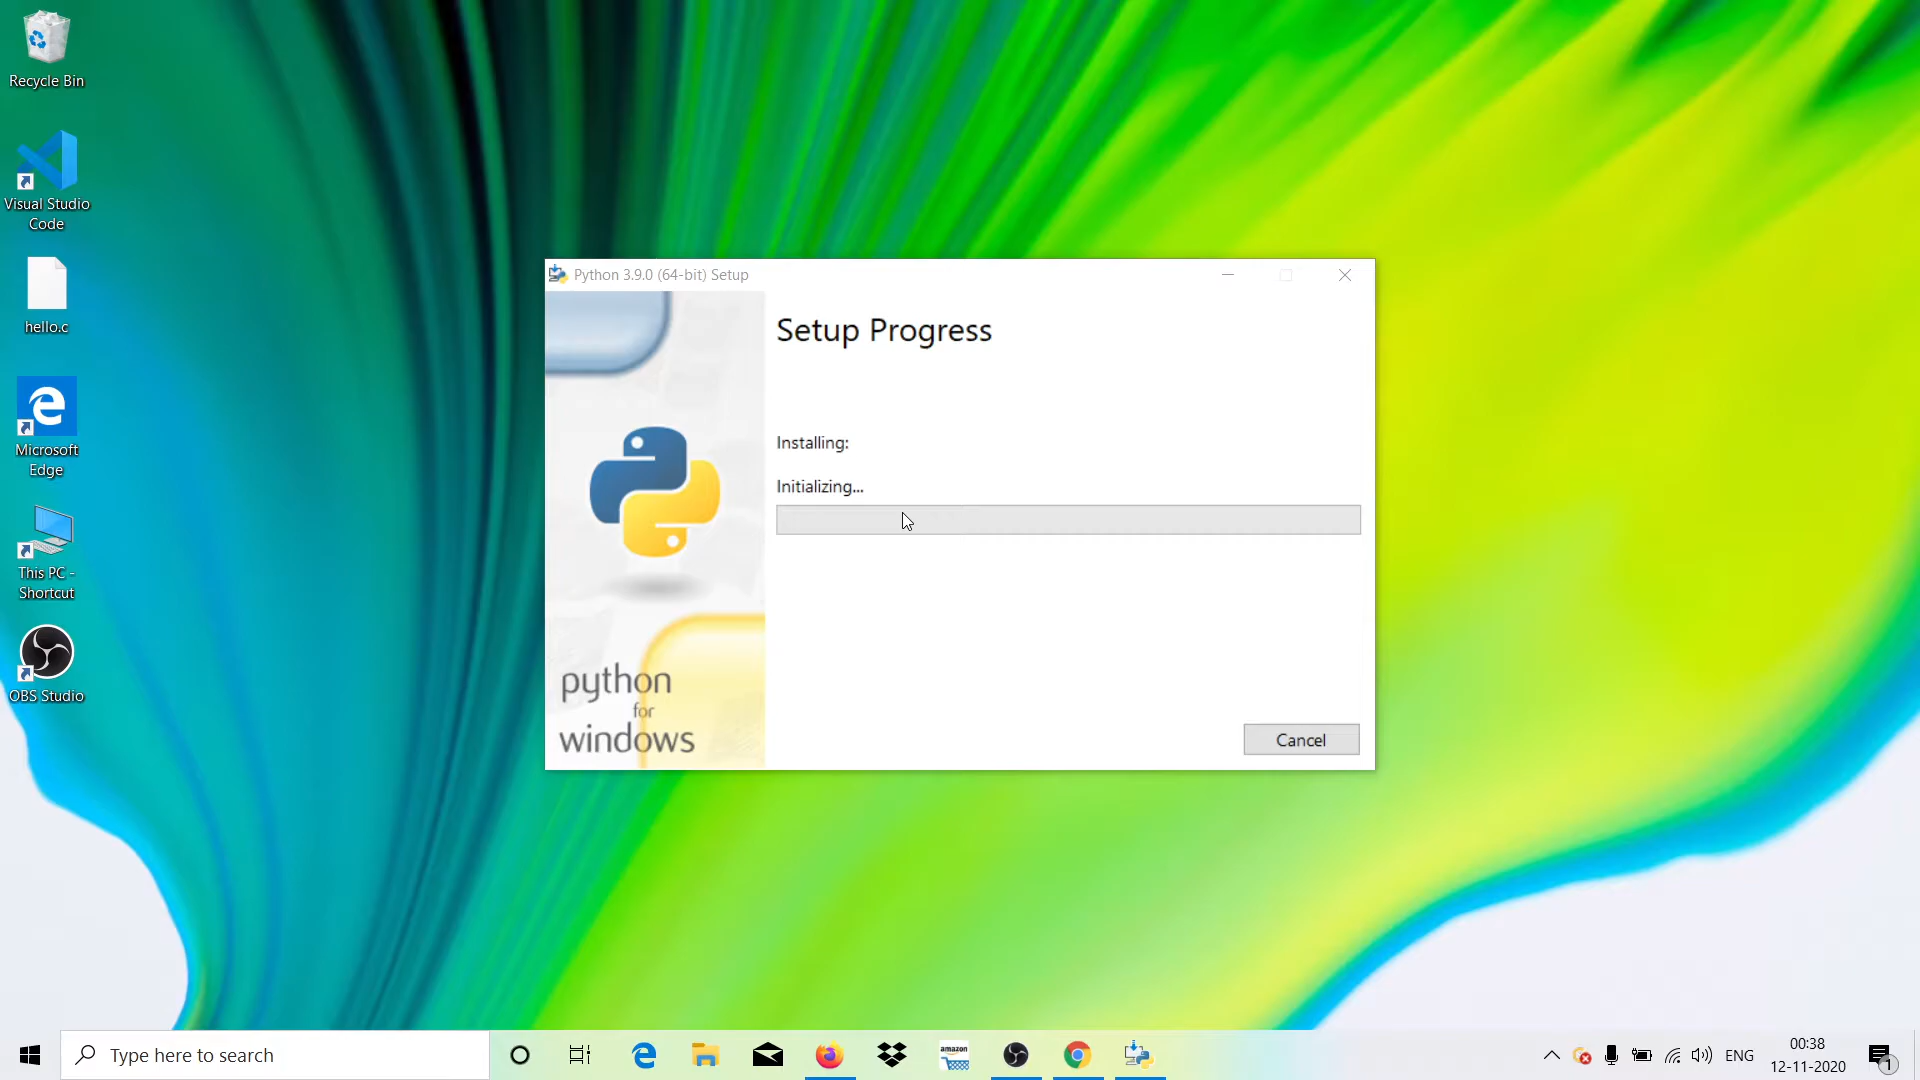 Recycle Bin
Visual Studio
Code
hello.c
Microsoft
Edge
This PC -
Shortcut
OBS Studio
Python 3.9.0 (64-bit) Setup
Setup Progress
Installing:
Initializing...
python
for
windows
Cancel
Type here to search
amazon
ENG
00:38
12-11-2020
1